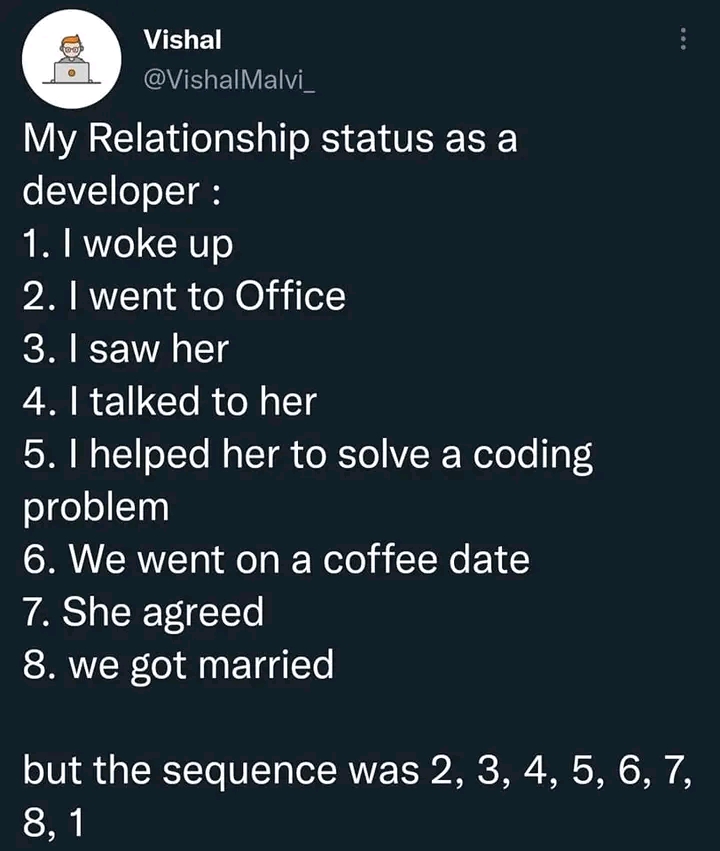 Vishal
@VishalMalvi_
My Relationship status as a
developer :
1. I woke up
2. I went to Office
3. I saw her
4. I talked to her
5. I helped her to solve a coding
problem
6. We went on a coffee date
7. She agreed
8. we got married
but the sequence was 2, 3, 4, 5, 6, 7,
8, 1